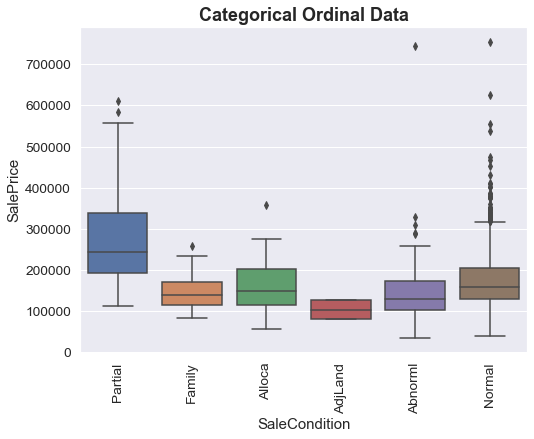 Categorical Ordinal Data
700000
600000
500000
400000
300000
200000
100000
0
SalePrice
Partial
Family
Alloca
AdjLand
Abnorml
Normal
SaleCondition